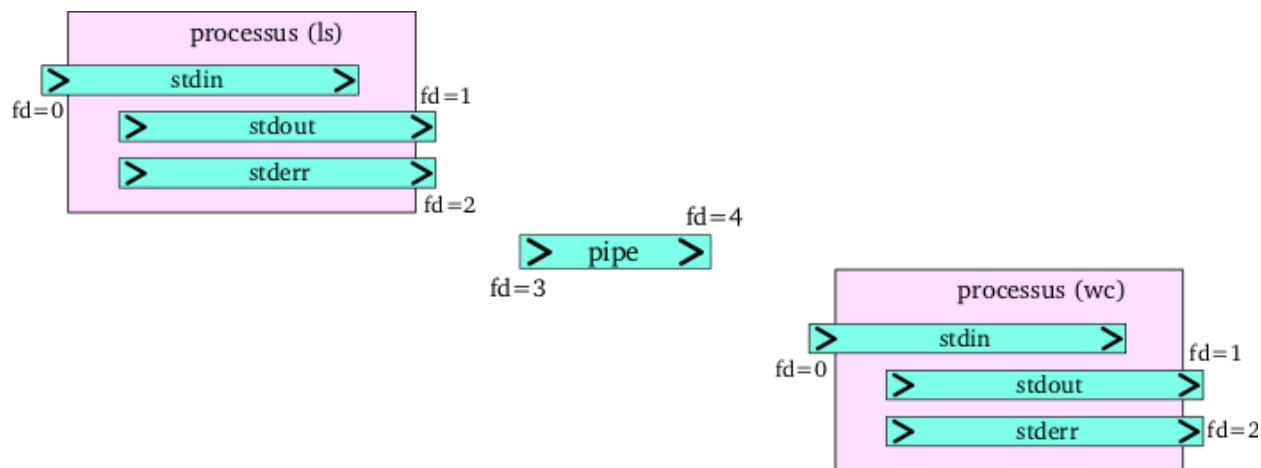 processus (ls)
stdin
fd=0
fd=1
stdout
stderr
fd=2
fd=4
pipe
fd=3
processus (wc)
stdin
fd=0
fd=1
stdout
stderr
fd=2